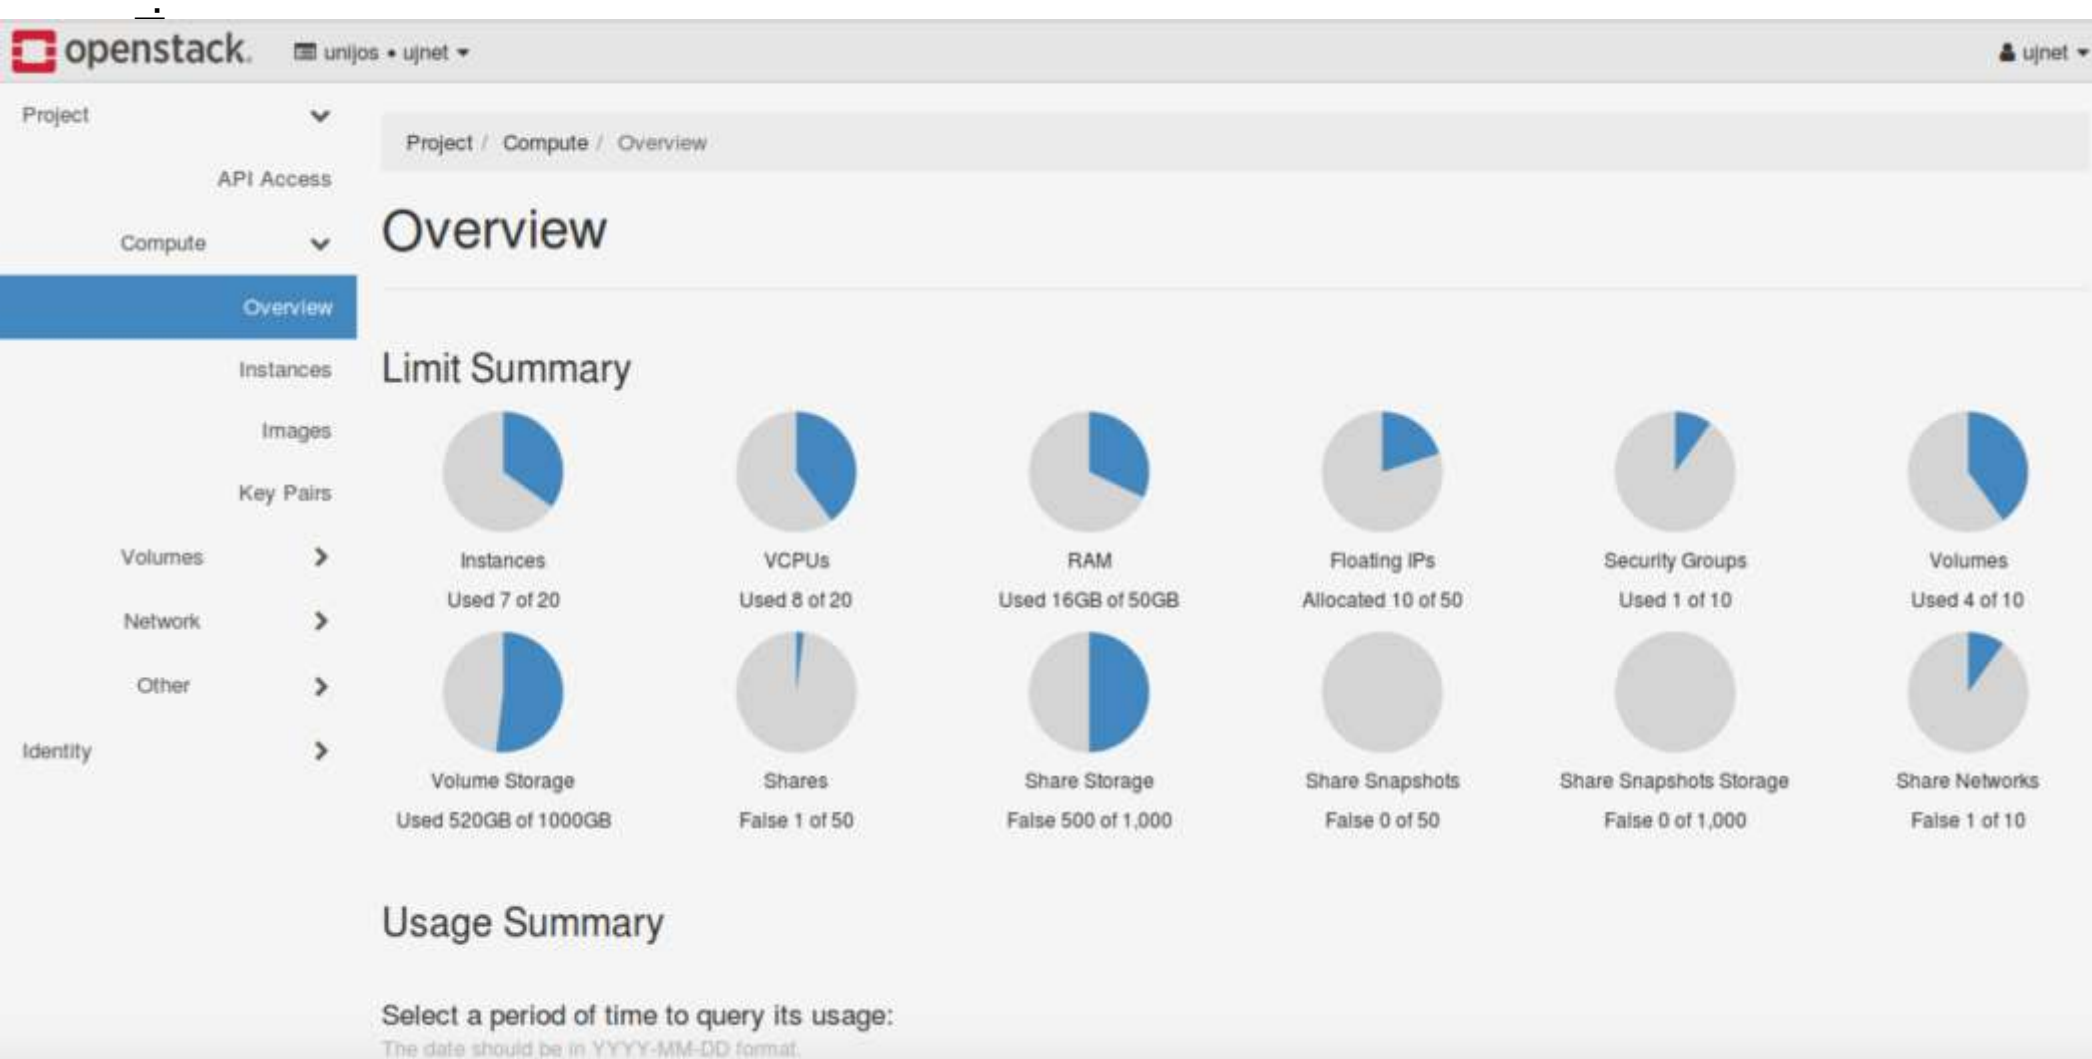 openstack. unijos • ujnet ujnet
Project
Project / Compute / Overview
API Access
Overview
Compute
Overview
Instances
Limit Summary
Images
Key Pairs
Volumes
Network
Other
Identity
Instances VCPUs RAM Floating IPs Security Groups Volumes
Used 7 of 20 Used 8 of 20 Used 16GB of 50GB Allocated 10 of 50 Used 1 of 10 Used 4 of 10
Volume Storage Shares Share Storage Share Snapshots Share Snapshots Storage Share Networks
Used 520GB of 1000GB False 1 of 50 False 500 of 1,000 False 0 of 50 False 0 of 1,000 False 1 of 10
Usage Summary
Select a period of time to query its usage:
The date should be in YYYY-MM-DD format.